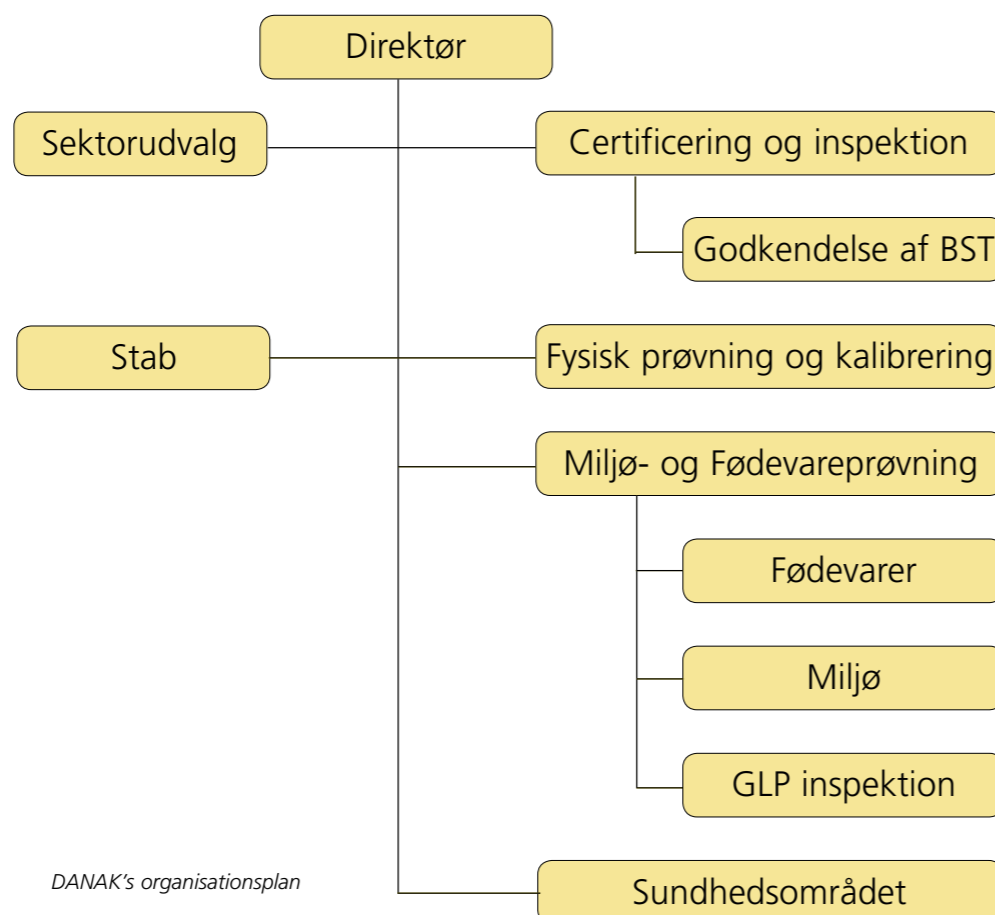 Direktør
Sektorudvalg
Certificering og inspektion
Godkendelse af BST
Stab
Fysisk prøvning og kalibrering
Miljø- og Fødevareprøvning
Fødevarer
Miljø
GLP inspektion
DANAK's organisationsplan
Sundhedsområdet